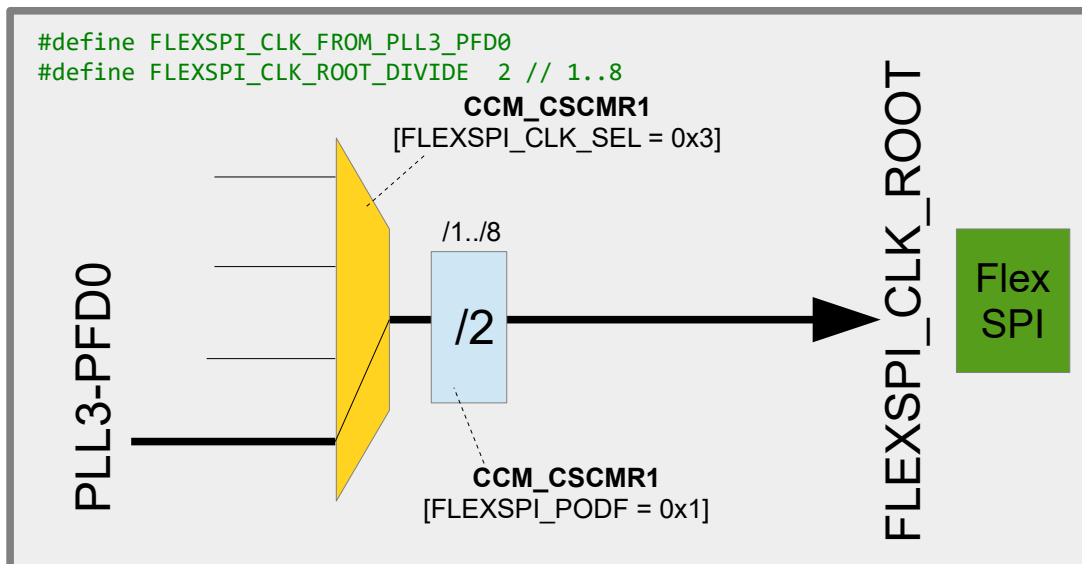 #define FLEXSPI_CLK_FROM_PLL3_PFD0
#define FLEXSPI_CLK_ROOT_DIVIDE  2 // 1..8
CCM_CSCMR1
[FLEXSPI_CLK_SEL = 0x3]
/1../8
/2
PLL3-PFD0
CCM_CSCMR1
[FLEXSPI_PODF = 0x1]
FLEXSPI_CLK_ROOT
Flex
SPI